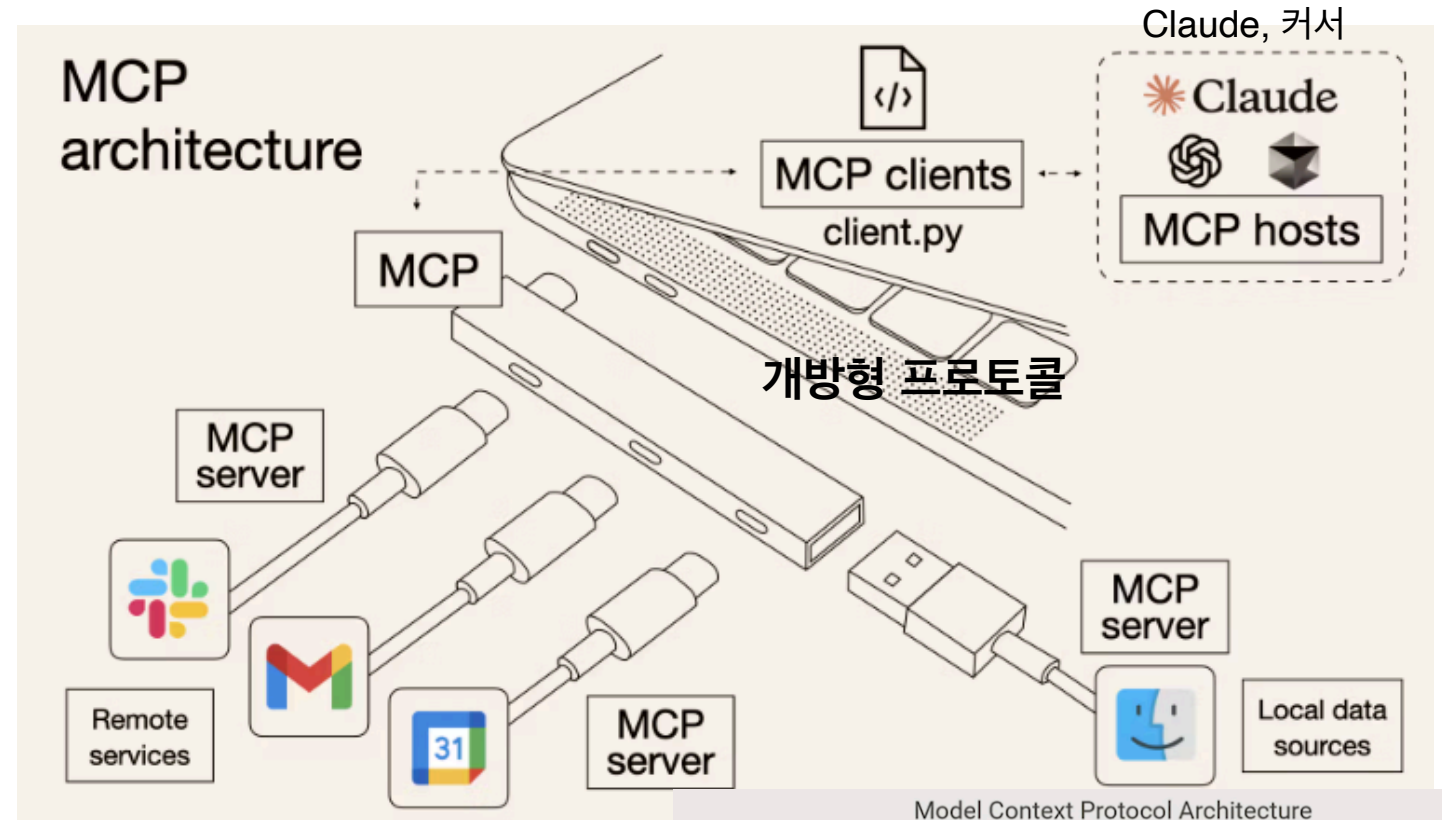 Claude, 커서
MCP
architecture
Claude
MCP clients
client.py
MCP hosts
MCP
개방형 프로토콜
MCP
server
Remote
services
31
MCP
server
MCP
server
Local data
sources
Model Context Protocol Architecture